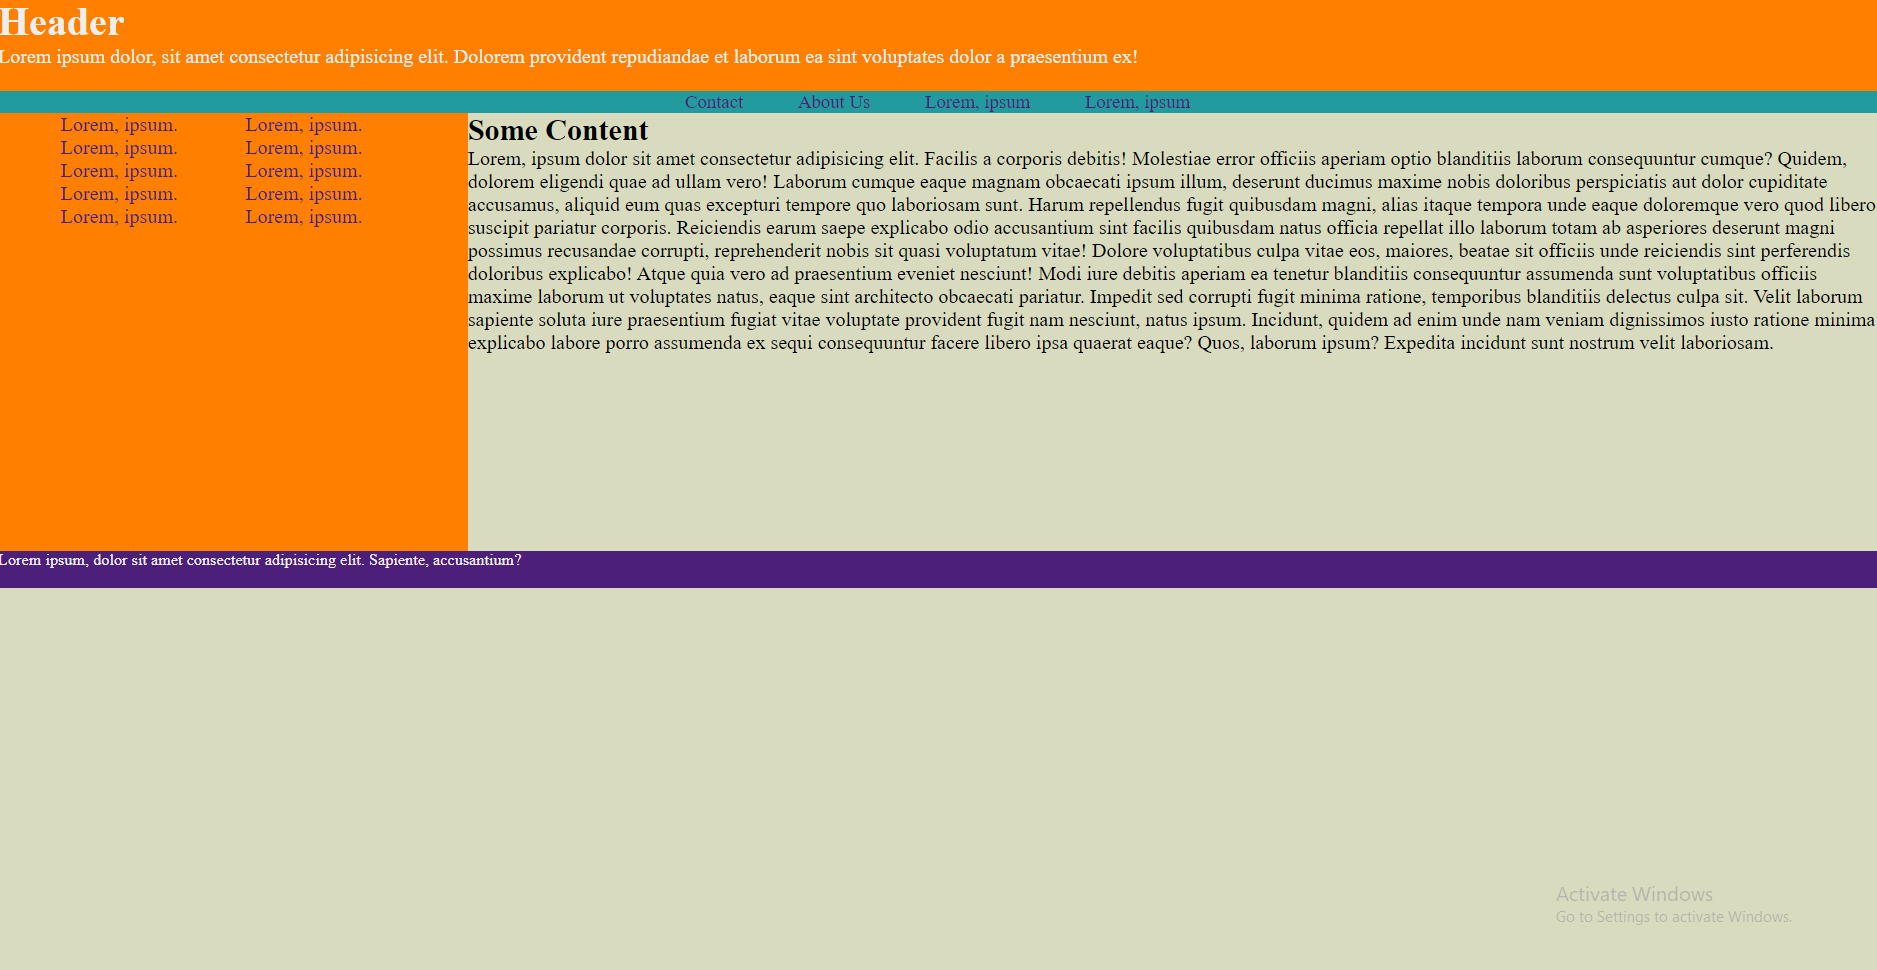 Header
Lorem ipsum dolor, sit amet consectetur adipisicing elit. Dolorem provident repudiandae et laborum ea sint voluptates dolor a praesentium ex!
Contact About Us Lorem, ipsum Lorem, ipsum
Lorem, ipsum. Lorem, ipsum.
Lorem, ipsum. Lorem, ipsum.
Lorem, ipsum. Lorem, ipsum.
Lorem, ipsum. Lorem, ipsum.
Lorem, ipsum. Lorem, ipsum.
Some Content
Lorem, ipsum dolor sit amet consectetur adipisicing elit. Facilis a corporis debitis! Molestiae error officiis aperiam optio blanditiis laborum consequuntur cumque? Quidem,
dolorem eligendi quae ad ullam vero! Laborum cumque eaque magnam obcaecati ipsum illum, deserunt ducimus maxime nobis doloribus perspiciatis aut dolor cupiditate
accusamus, aliquid eum quas excepturi tempore quo laboriosam sunt. Harum repellendus fugit quibusdam magni, alias itaque tempora unde eaque doloremque vero quod libero
suscipit pariatur corporis. Reiciendis earum saepe explicabo odio accusantium sint facilis quibusdam natus officia repellat illo laborum totam ab asperiores deserunt magni
possimus recusandae corrupti, reprehenderit nobis sit quasi voluptatum vitae! Dolore voluptatibus culpa vitae eos, maiores, beatae sit officiis unde reiciendis sint perferendis
doloribus explicabo! Atque quia vero ad praesentium eveniet nesciunt! Modi iure debitis aperiam ea tenetur blanditiis consequuntur assumenda sunt voluptatibus officiis
maxime laborum ut voluptates natus, eaque sint architecto obcaecati pariatur. Impedit sed corrupti fugit minima ratione, temporibus blanditiis delectus culpa sit. Velit laborum
sapiente soluta iure praesentium fugiat vitae voluptate provident fugit nam nesciunt, natus ipsum. Incidunt, quidem ad enim unde nam veniam dignissimos iusto ratione minima
explicabo labore porro assumenda ex sequi consequuntur facere libero ipsa quaerat eaque? Quos, laborum ipsum? Expedita incidunt sunt nostrum velit laboriosam.
Lorem ipsum, dolor sit amet consectetur adipisicing elit. Sapiente, accusantium?
Activate Windows
Go to Settings to activate Windows.